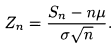 Z_n = \frac{S_n - n\mu}{\sigma\sqrt{n}}.